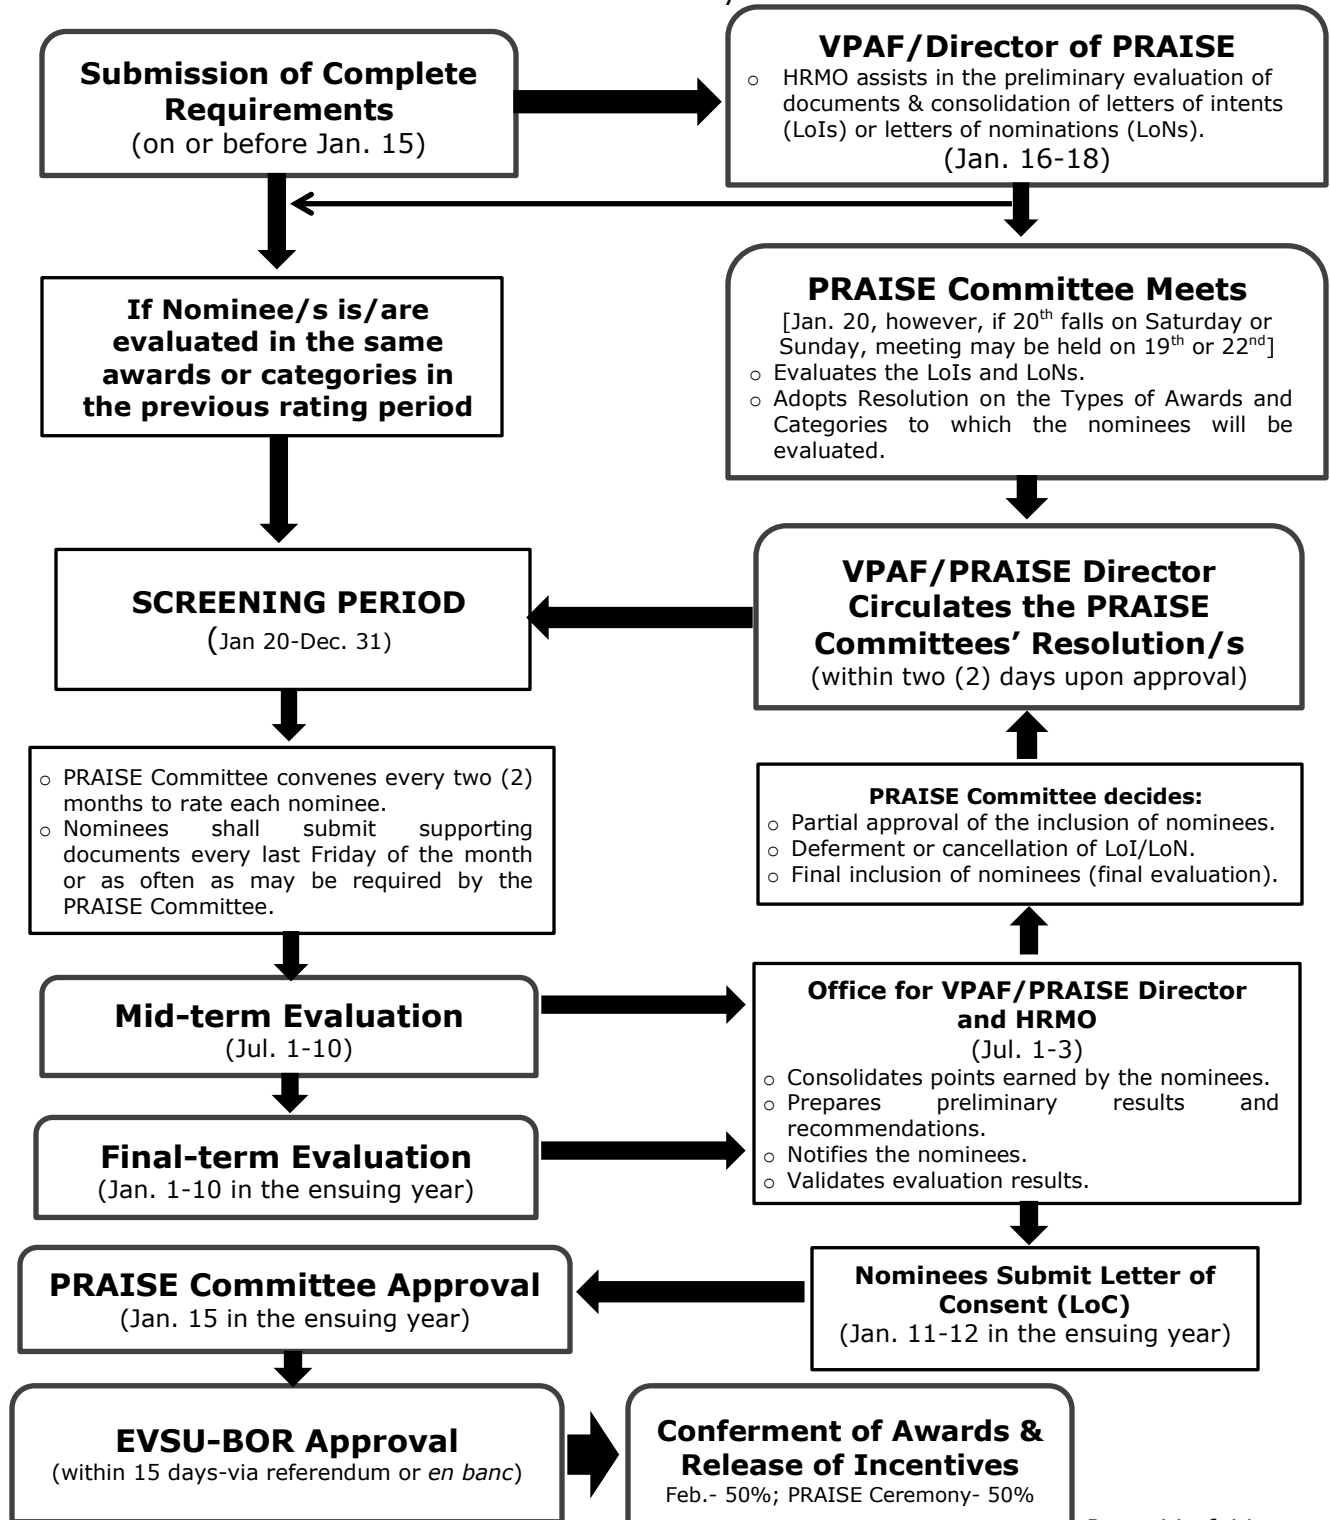 Submission of Complete
Requirements
(on or before Jan. 15)
VPAF/Director of PRAISE
o HRMO assists in the preliminary evaluation of
documents & consolidation of letters of intents
(LoIs) or letters of nominations (LoNs).
(Jan. 16-18)
If Nominee/s is/are
evaluated in the same
awards or categories in
the previous rating period
PRAISE Committee Meets
[Jan. 20, however, if 20th falls on Saturday or
Sunday, meeting may be held on 19th or 22nd]
o Evaluates the LoIs and LoNs.
o Adopts Resolution on the Types of Awards and
Categories to which the nominees will be
evaluated.
SCREENING PERIOD
(Jan 20-Dec. 31)
VPAF/PRAISE Director
Circulates the PRAISE
Committees’ Resolution/s
(within two (2) days upon approval)
o PRAISE Committee convenes every two (2)
months to rate each nominee.
o Nominees shall submit supporting
documents every last Friday of the month
or as often as may be required by the
PRAISE Committee.
PRAISE Committee decides:
o Partial approval of the inclusion of nominees.
o Deferment or cancellation of LoI/LoN.
o Final inclusion of nominees (final evaluation).
Mid-term Evaluation
(Jul. 1-10)
Office for VPAF/PRAISE Director
and HRMO
(Jul. 1-3)
o Consolidates points earned by the nominees.
o Prepares preliminary results and
recommendations.
o Notifies the nominees.
o Validates evaluation results.
Final-term Evaluation
(Jan. 1-10 in the ensuing year)
PRAISE Committee Approval
(Jan. 15 in the ensuing year)
Nominees Submit Letter of
Consent (LoC)
(Jan. 11-12 in the ensuing year)
EVSU-BOR Approval
(within 15 days-via referendum or en banc)
Conferment of Awards &
Release of Incentives
Feb.- 50%; PRAISE Ceremony- 50%